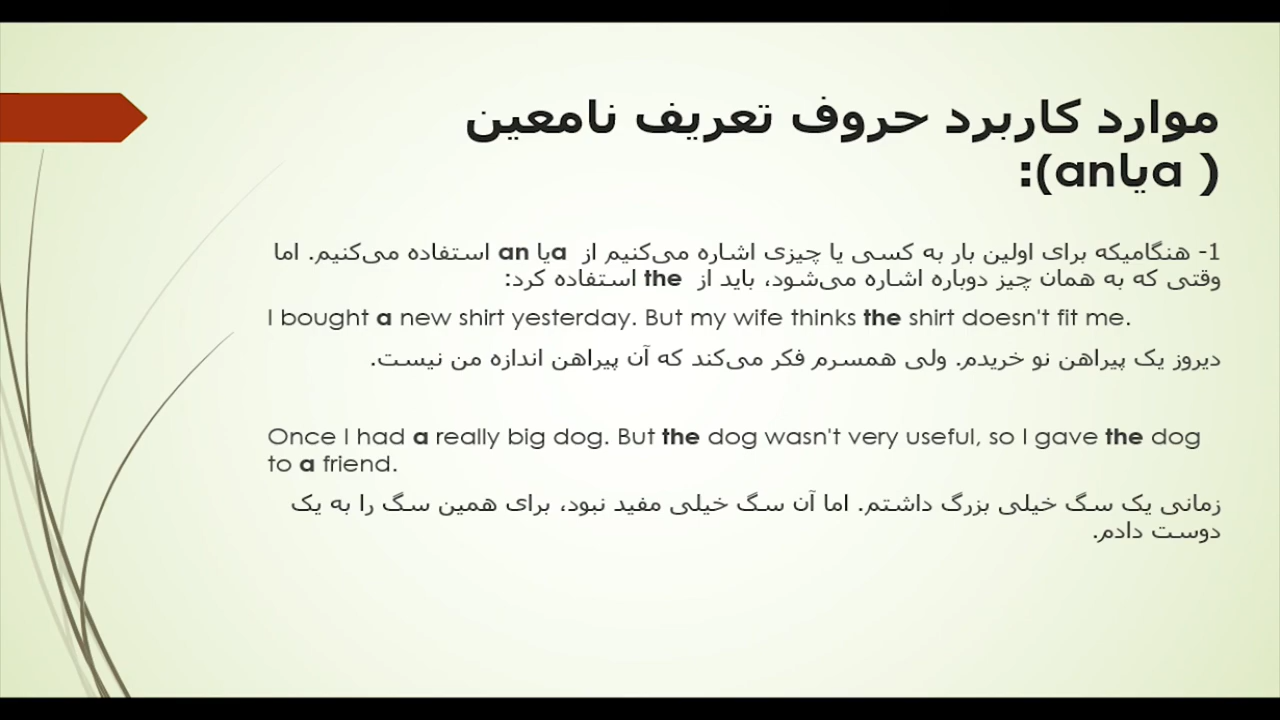 موارد کاربرد حروف تعریف نامعین
( aیاan):
1- هنگامیکه برای اولین بار به کسی یا چیزی اشاره می‌کنیم از aیا an استفاده می‌کنیم. اما
وقتی که به همان چیز دوباره اشاره می‌شود، باید از the استفاده کرد:
I bought a new shirt yesterday. But my wife thinks the shirt doesn't fit me.
دیروز یک پیراهن نو خریدم. ولی همسرم فکر می‌کند که آن پیراهن اندازه من نیست.
Once I had a really big dog. But the dog wasn't very useful, so I gave the dog
to a friend.
زمانی یک سگ خیلی بزرگ داشتم. اما آن سگ خیلی مفید نبود، برای همین سگ را به یک
دوست دادم.